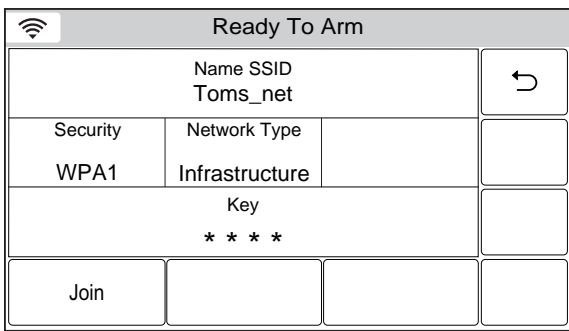 Ready To Arm
Name SSID
Toms_net
Security
Network Type
WPA1
Infrastructure
Key
* * * *
Join